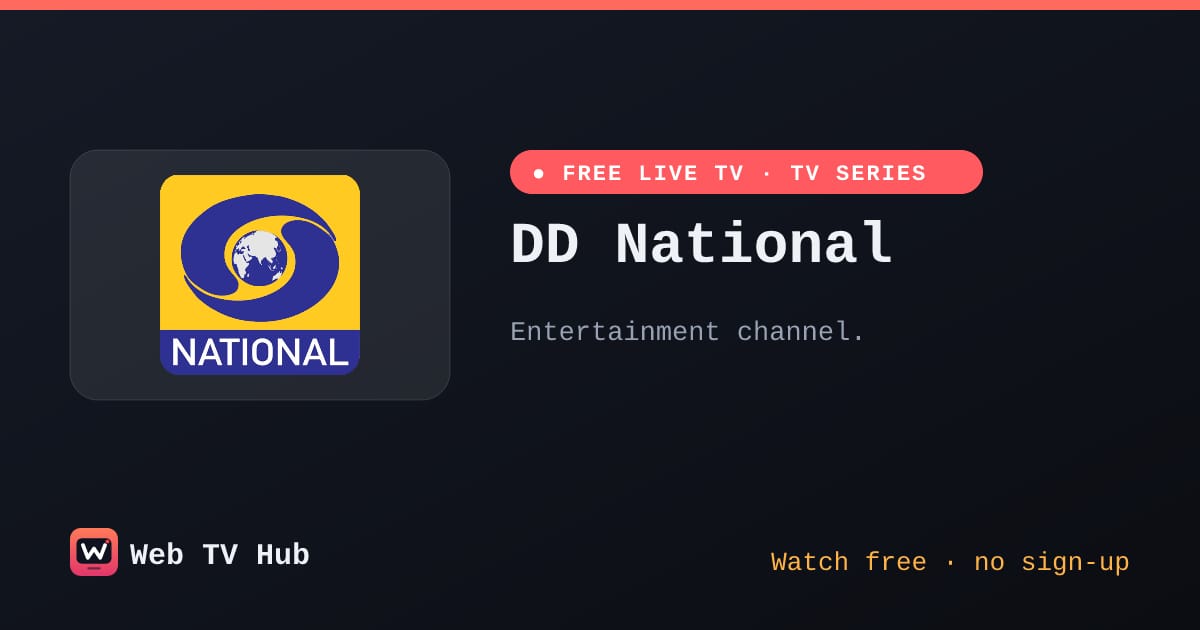 NATIONAL
● FREE LIVE TV · TV SERIES
DD National
Entertainment channel.
W
Web TV Hub
Watch free · no sign-up